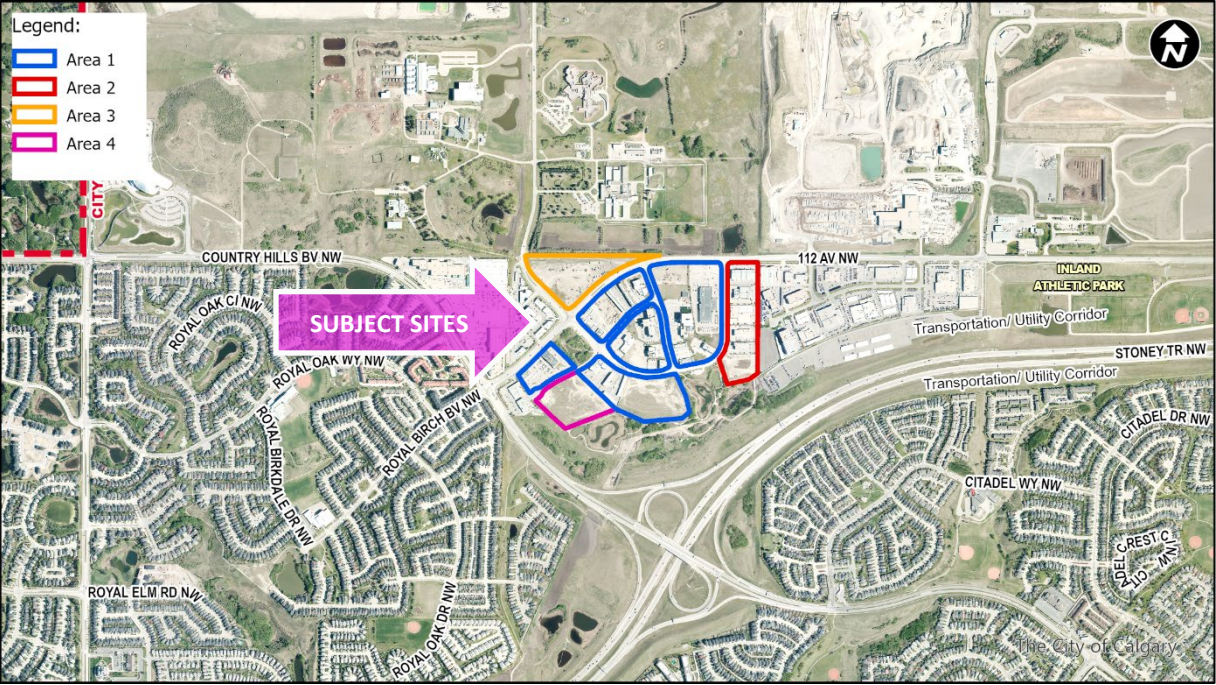 Legend:
Area 1
Area 2
Area 3
Area 4
N
CITY
COUNTRY HILLS BV NW
112 AV NW
INLAND
ATHLETIC PARK
ROYAL OAK CI NW
SUBJECT SITES
Transportation/ Utility Corridor
STONEY TR NW
ROYAL OAK WY NW
Transportation/ Utility Corridor
ROYAL BIRCH BV NW
ROYAL BIRKDALE DR NW
CITADEL DR NW
CITADEL WY NW
ROYAL ELM RD NW
ROYAL OAK DR NW
The City of Calgary